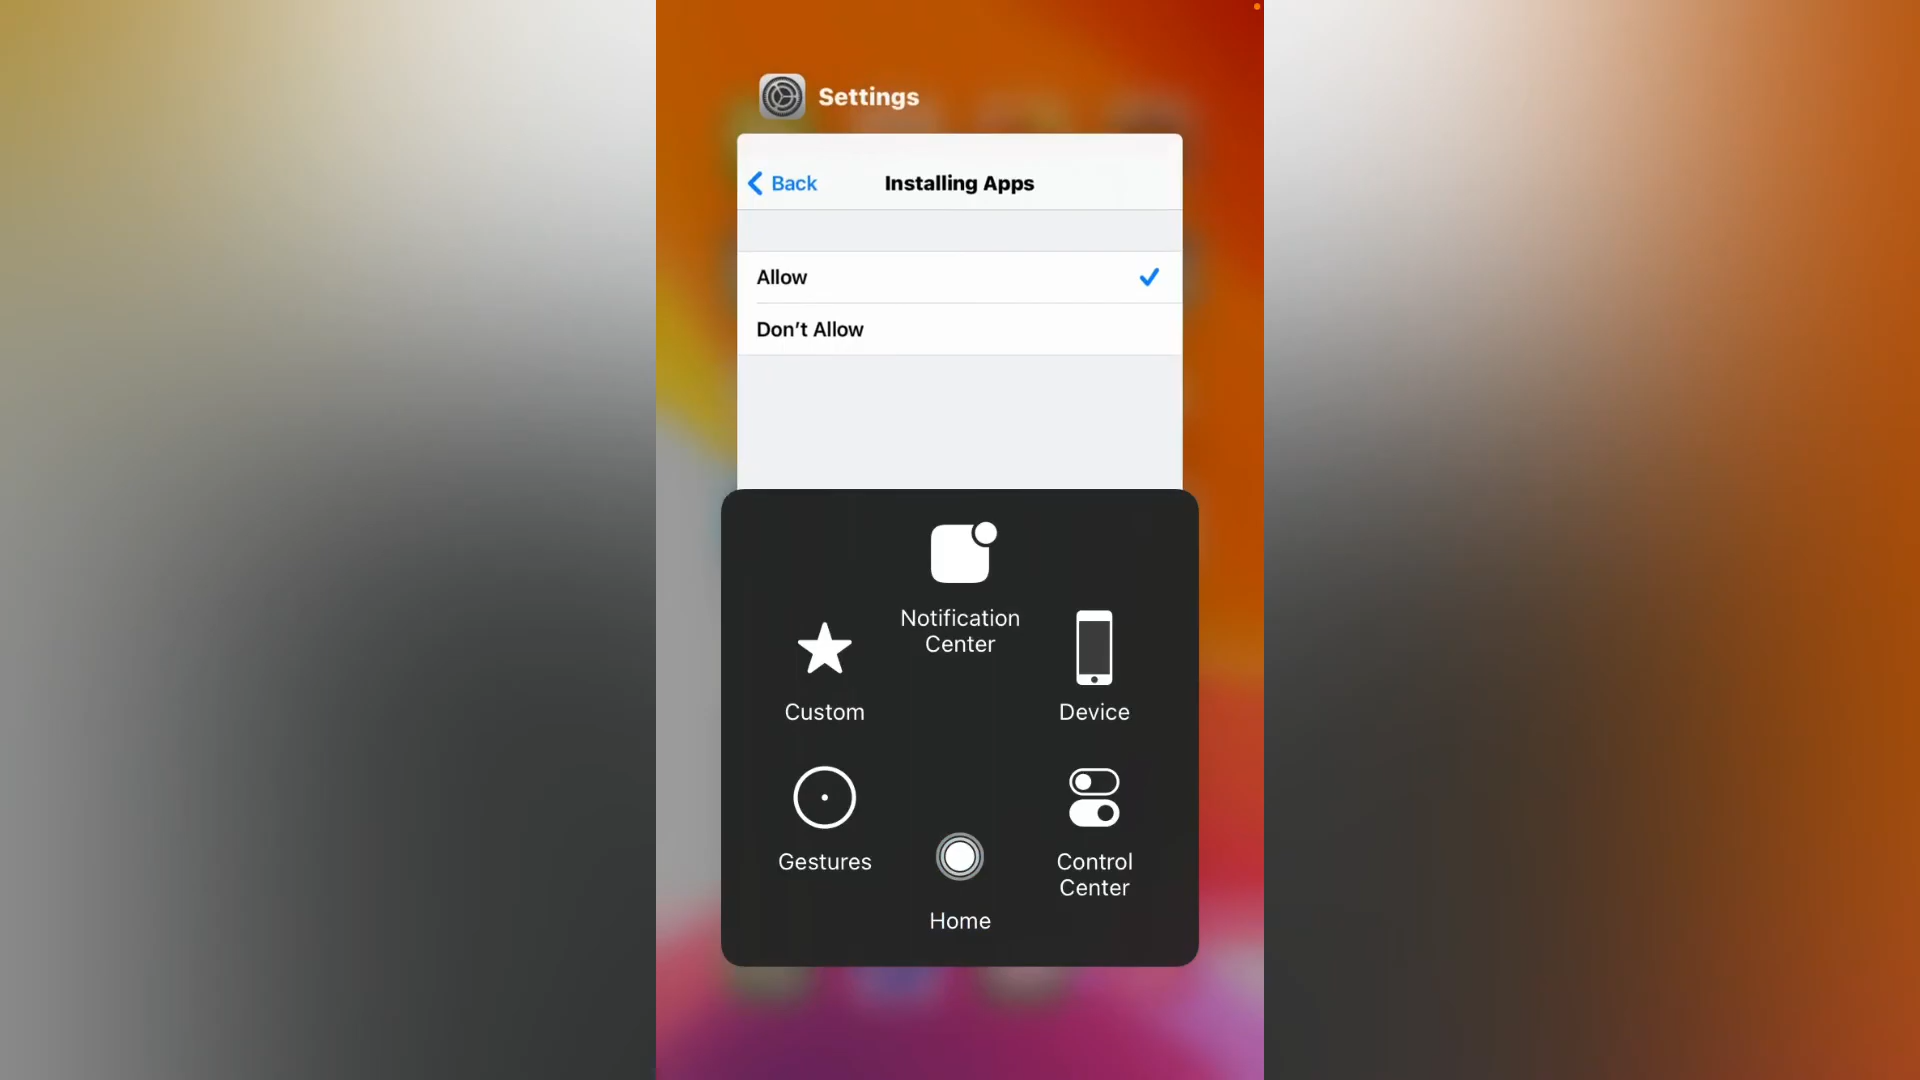 Settings
Back
Installing Apps
Allow
Don’t Allow
Notification
Center
Custom
Device
Gestures
Control
Center
Home